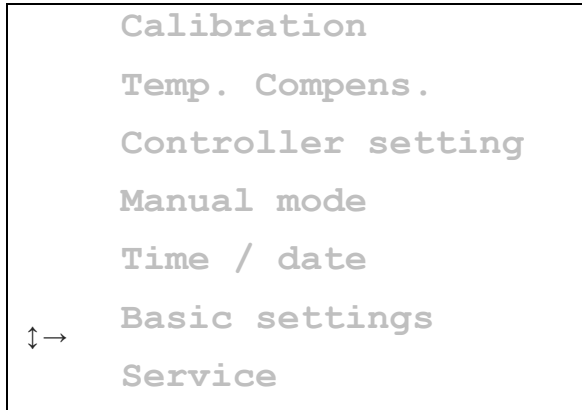 Calibration
Temp. Compens.
Controller setting
Manual mode
Time / date
Basic settings
↕→
Service